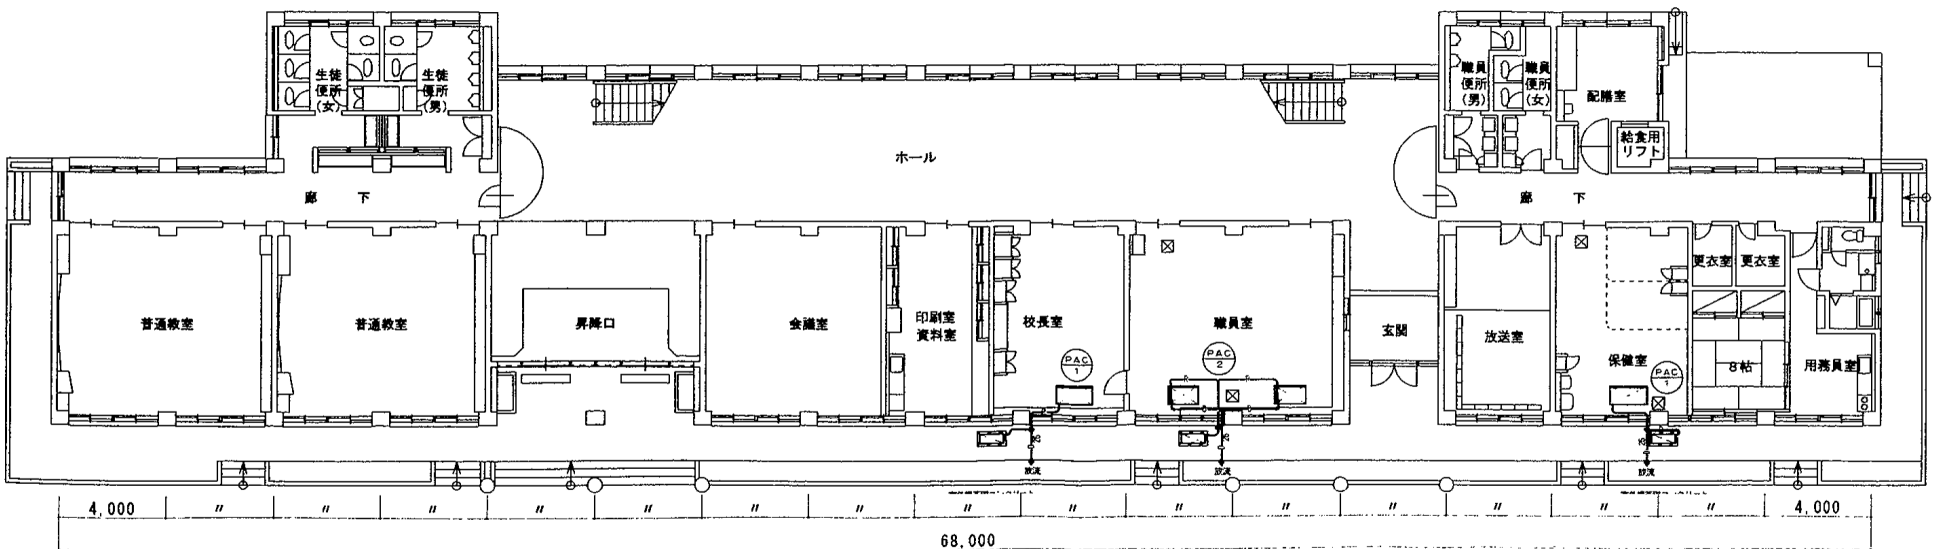 生徒
便所
(女)
生徒
便所
(男)
職員
便所
(男)
職員
便所
(女)
配膳室
給食用
リフト
ホール
廊 下
廊 下
普通教室
普通教室
昇降口
会議室
印刷室
資料室
校長室
PAC
1
職員室
PAC
2
玄関
放送室
保健室
PAC
1
更衣室
更衣室
8帖
用務員室
25
放流
25
放流
25
放流
4,000 〃 〃 〃 〃 〃 〃 〃 〃 〃 〃 〃 〃 〃 〃 〃 4,000
68,000